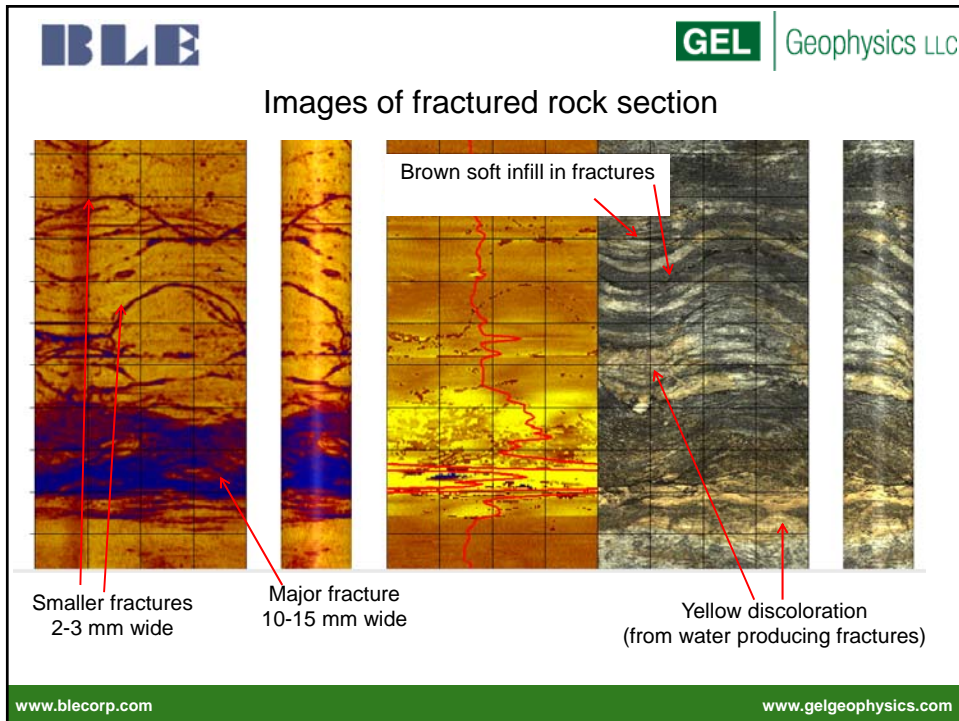 BLE
GEL Geophysics LLC
Images of fractured rock section
Brown soft infill in fractures
Smaller fractures
2-3 mm wide
Major fracture
10-15 mm wide
Yellow discoloration
(from water producing fractures)
www.blecorp.com
www.gelgeophysics.com